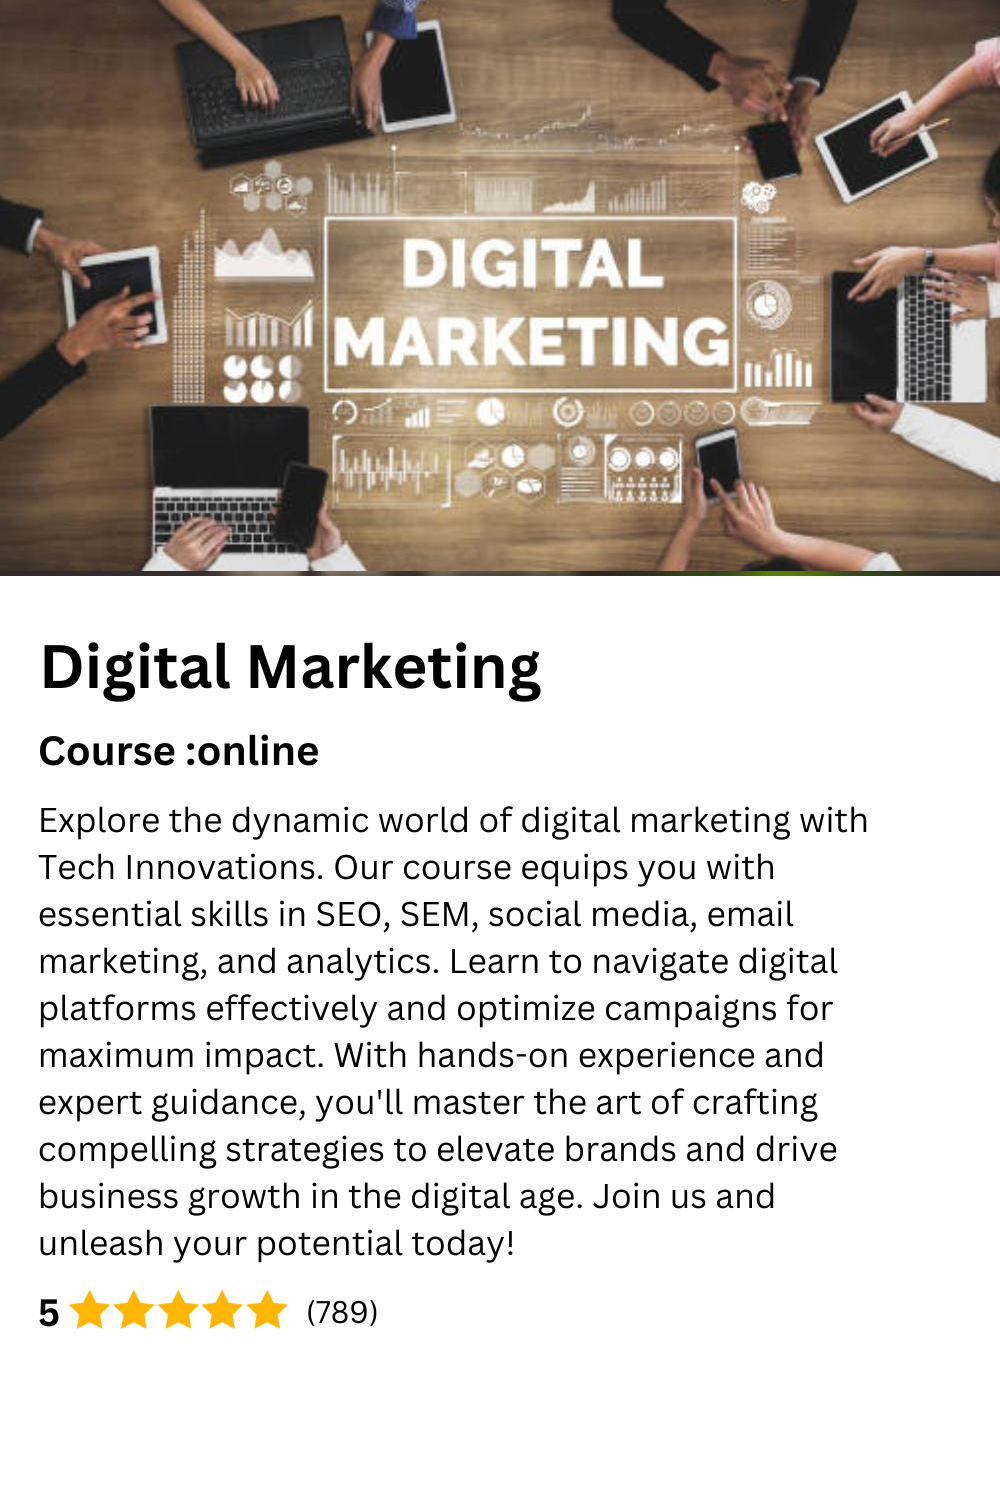 DIGITAL
MARKETING
Digital Marketing
Course :online
Explore the dynamic world of digital marketing with
Tech Innovations. Our course equips you with
essential skills in SEO, SEM, social media, email
marketing, and analytics. Learn to navigate digital
platforms effectively and optimize campaigns for
maximum impact. With hands-on experience and
expert guidance, you'll master the art of crafting
compelling strategies to elevate brands and drive
business growth in the digital age. Join us and
unleash your potential today!
5 (789)